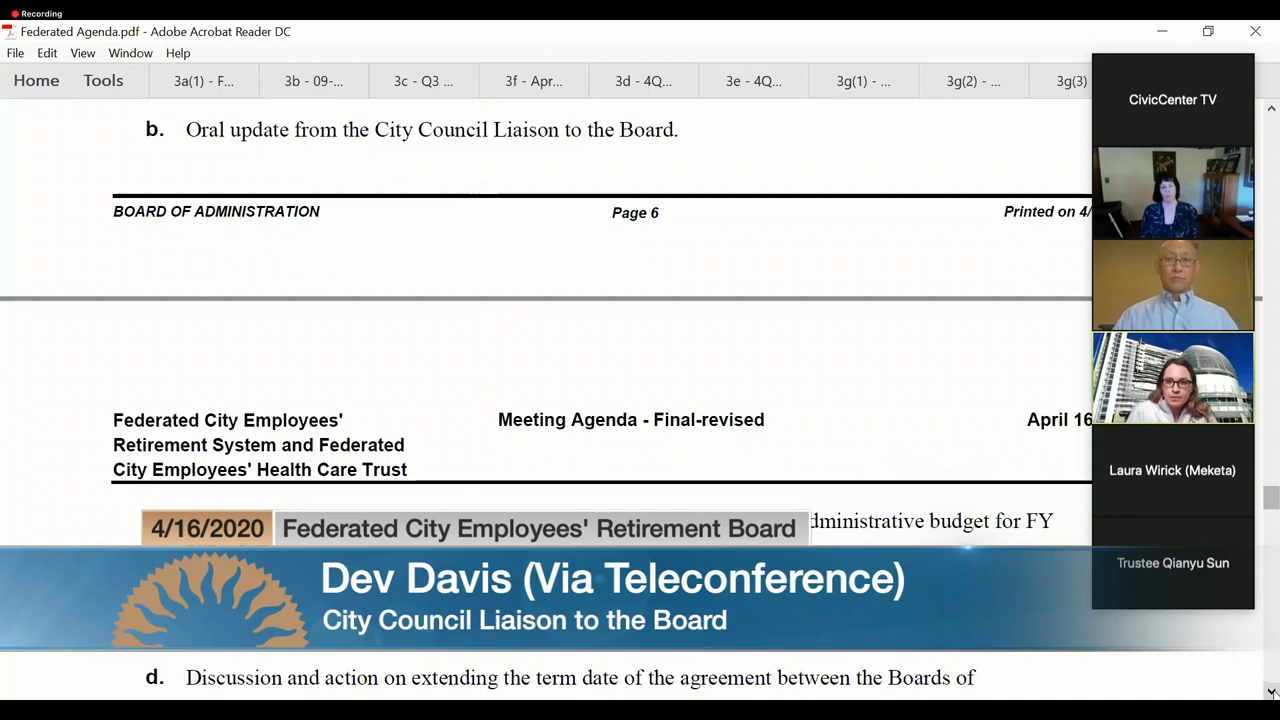 Recording
Federated Agenda.pdf - Adobe Acrobat Reader DC
File Edit View Window Help
Home Tools 3a(1) - F... 3b - 09-... 3c - Q3 ... 3f - Apr... 3d - 4Q... 3e - 4Q... 3g(1) - ... 3g(2) - ... 3g(3)
CivicCenter TV
b. Oral update from the City Council Liaison to the Board.
BOARD OF ADMINISTRATION Page 6 Printed on 4/
Federated City Employees' Meeting Agenda - Final-revised April 16
Retirement System and Federated
City Employees' Health Care Trust
Laura Wirick (Meketa)
4/16/2020 Federated City Employees' Retirement Board dministrative budget for FY
Trustee Qianyu Sun
Dev Davis (Via Teleconference)
City Council Liaison to the Board
d. Discussion and action on extending the term date of the agreement between the Boards of